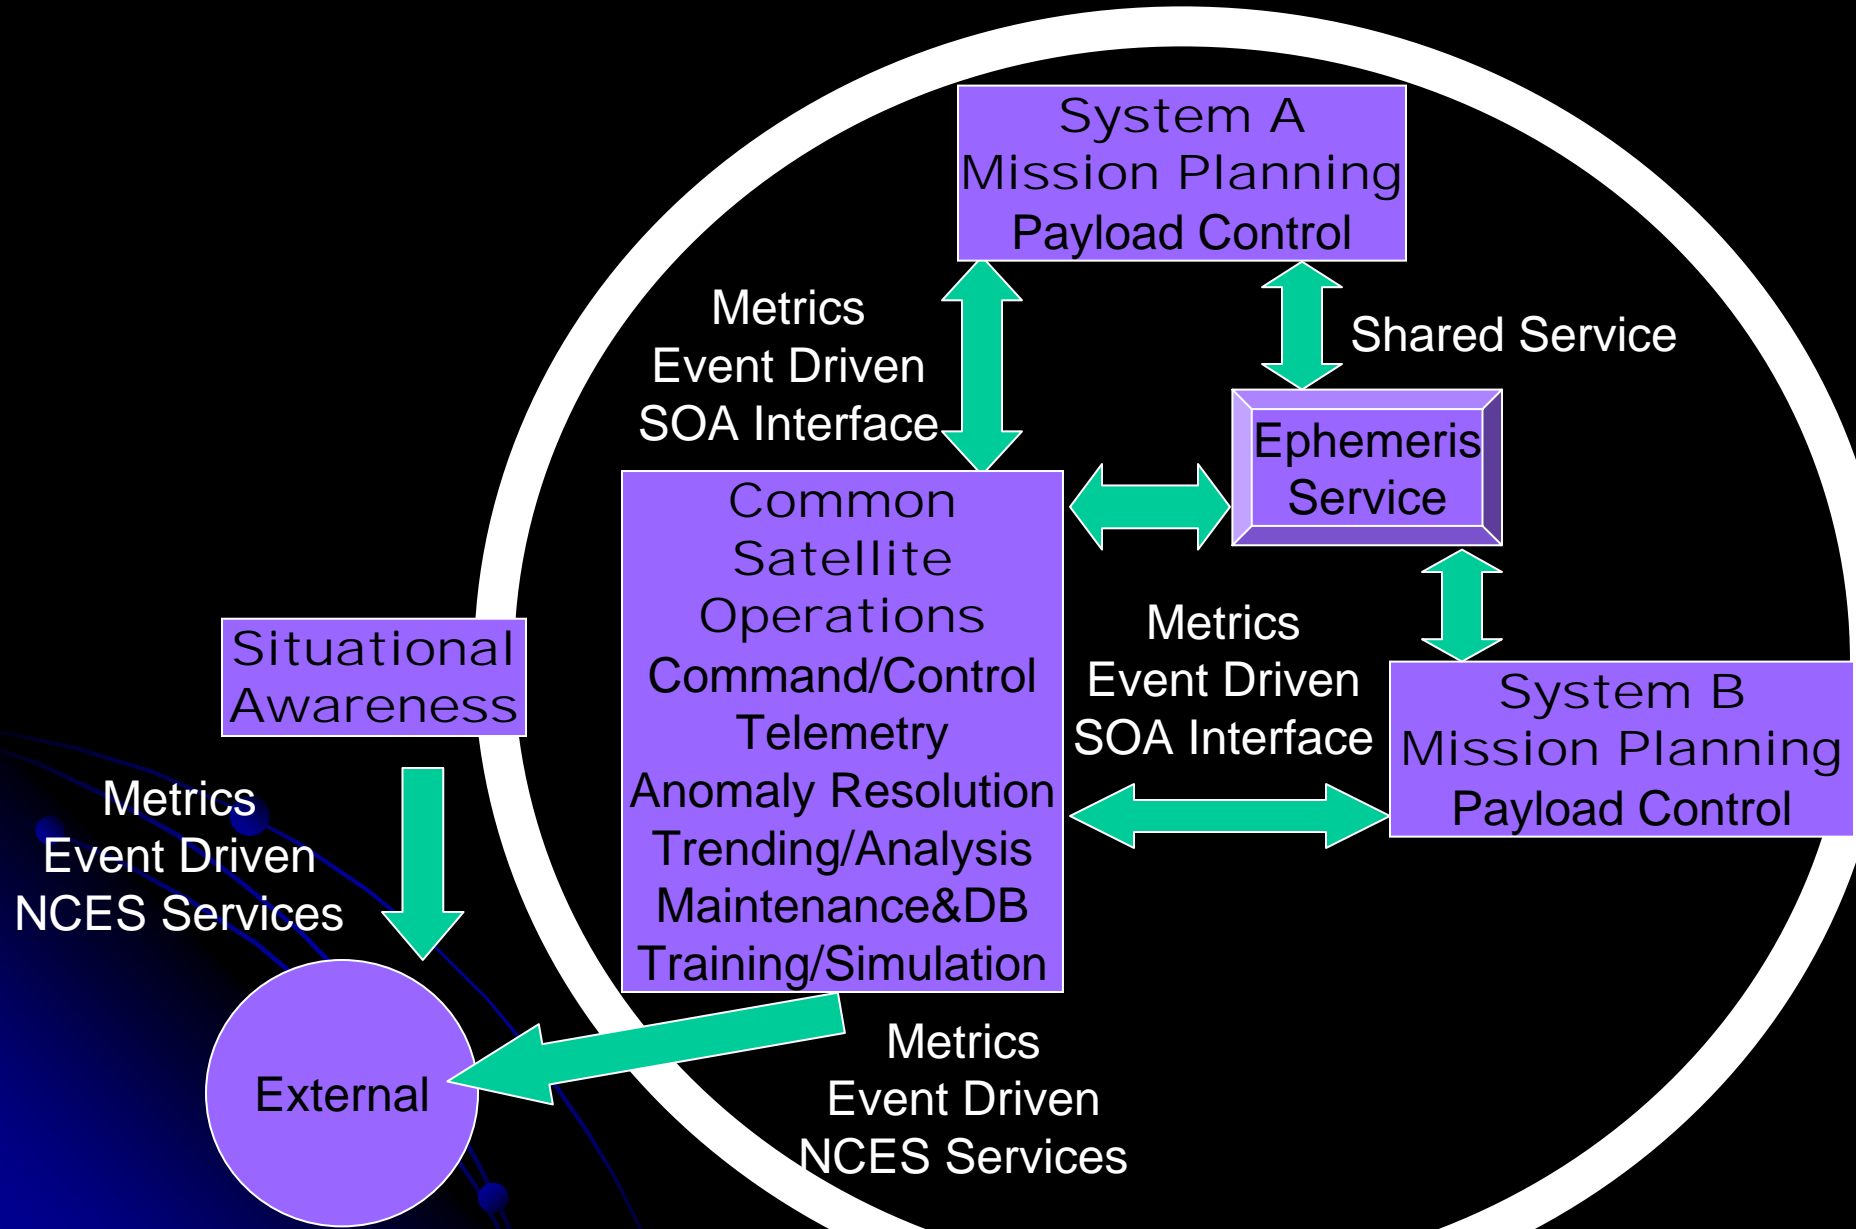 System A
Mission Planning
Payload Control
Metrics
Event Driven
SOA Interface
Shared Service
Ephemeris
Service
Common
Satellite
Operations
Command/Control
Telemetry
Anomaly Resolution
Trending/Analysis
Maintenance&DB
Training/Simulation
Metrics
Event Driven
SOA Interface
System B
Mission Planning
Payload Control
Situational
Awareness
Metrics
Event Driven
NCES Services
External
Metrics
Event Driven
NCES Services